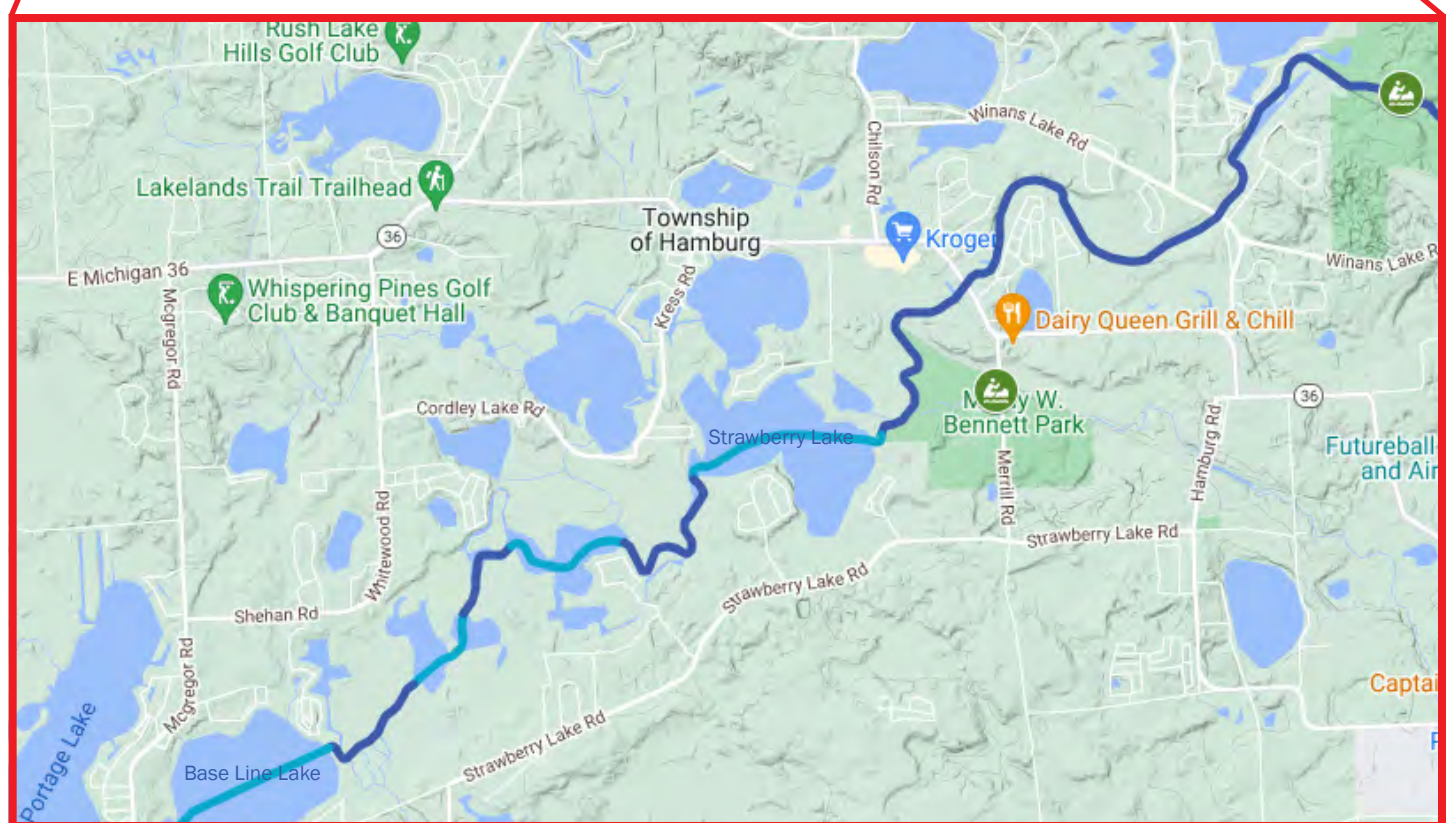 Rush Lake
Hills Golf Club
Winans Lake Rd
Chilson Rd
Lakelands Trail Trailhead
Township
of Hamburg
36
Kroger
E Michigan 36
Winans Lake R
Whispering Pines Golf
Club & Banquet Hall
Kress Rd
Mcgregor Rd
Dairy Queen Grill & Chill
Cordley Lake Rd
36
W.
Bennett Park
Strawberry Lake
Hamburg Rd
Futureball
and Air
Merrill Rd
Whitewood Rd
Strawberry Lake Rd
Strawberry Lake Rd
Shehan Rd
Mcgregor Rd
Captai
Strawberry Lake Rd
Portage Lake
Base Line Lake